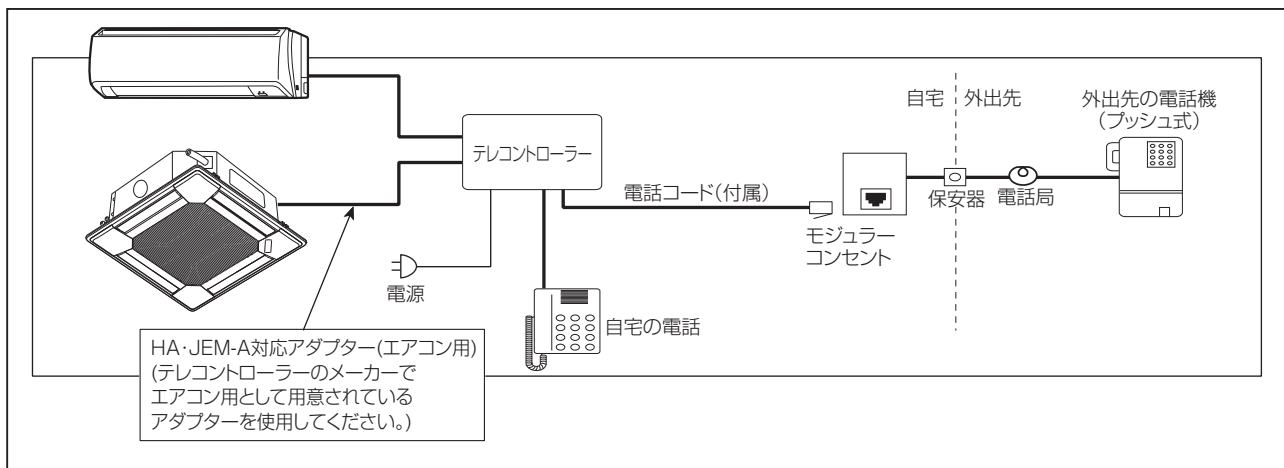 テレコントローラー
電話コード(付属)
自宅
外出先
外出先の電話機
(プッシュ式)
保安器
電話局
モジュラー
コンセント
電源
自宅の電話
HA・JEM-A対応アダプター(エアコン用)
(テレコントローラーのメーカーで
エアコン用として用意されている
アダプターを使用してください。)